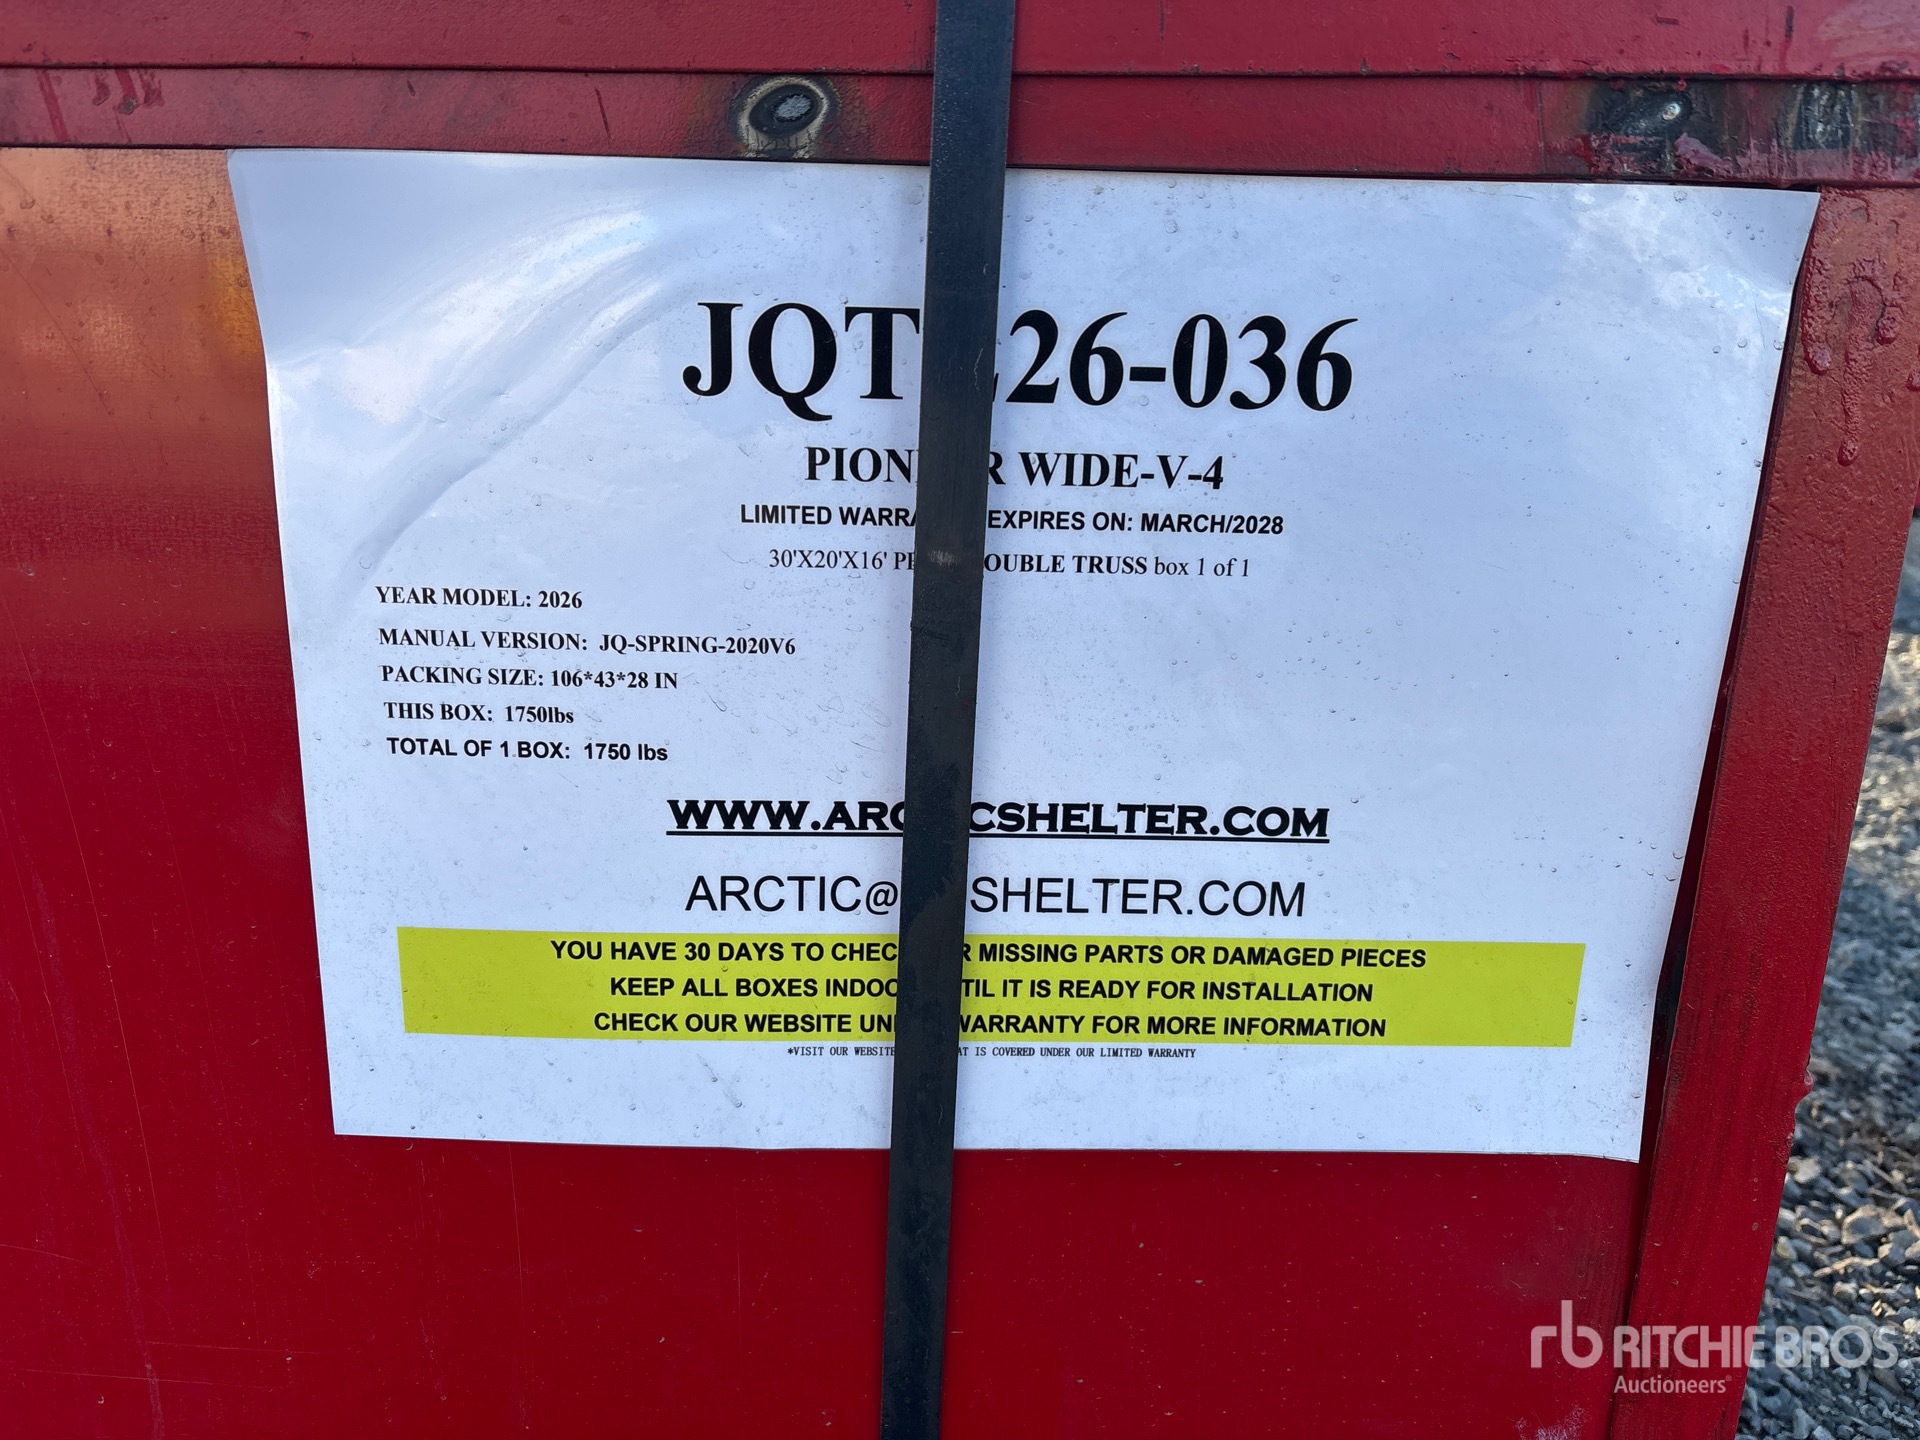 JQT 26-036
PION R WIDE-V-4
LIMITED WARRA EXPIRES ON: MARCH/2028
30'X20'X16' P OUBLE TRUSS box 1 of 1
YEAR MODEL: 2026
MANUAL VERSION: JQ-SPRING-2020V6
PACKING SIZE: 106*43*28 IN
THIS BOX: 1750lbs
TOTAL OF 1 BOX: 1750 lbs
WWW.ARC CSHELTER.COM
ARCTIC@ SHELTER.COM
YOU HAVE 30 DAYS TO CHEC R MISSING PARTS OR DAMAGED PIECES
KEEP ALL BOXES INDOO TIL IT IS READY FOR INSTALLATION
CHECK OUR WEBSITE UN WARRANTY FOR MORE INFORMATION
*VISIT OUR WEBSITE AT IS COVERED UNDER OUR LIMITED WARRANTY
rb RITCHIE BROS.
Auctioneers